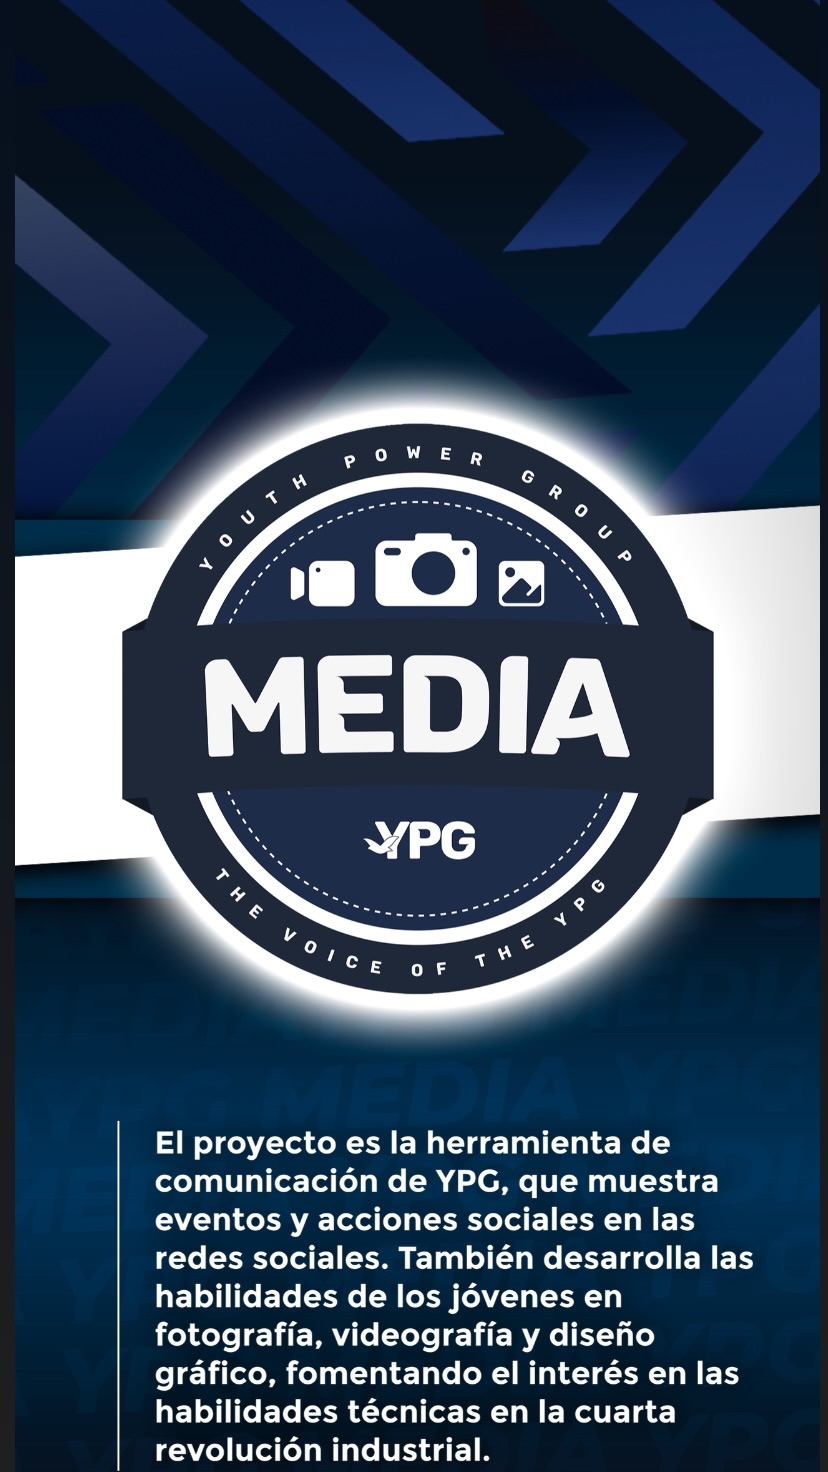 YOUTH POWER GROUP
MEDIA
YPG
THE VOICE OF THE YPG
El proyecto es la herramienta de
comunicación de YPG, que muestra
eventos y acciones sociales en las
redes sociales. También desarrolla las
habilidades de los jóvenes en
fotografía, videografía y diseño
gráfico, fomentando el interés en las
habilidades técnicas en la cuarta
revolución industrial.